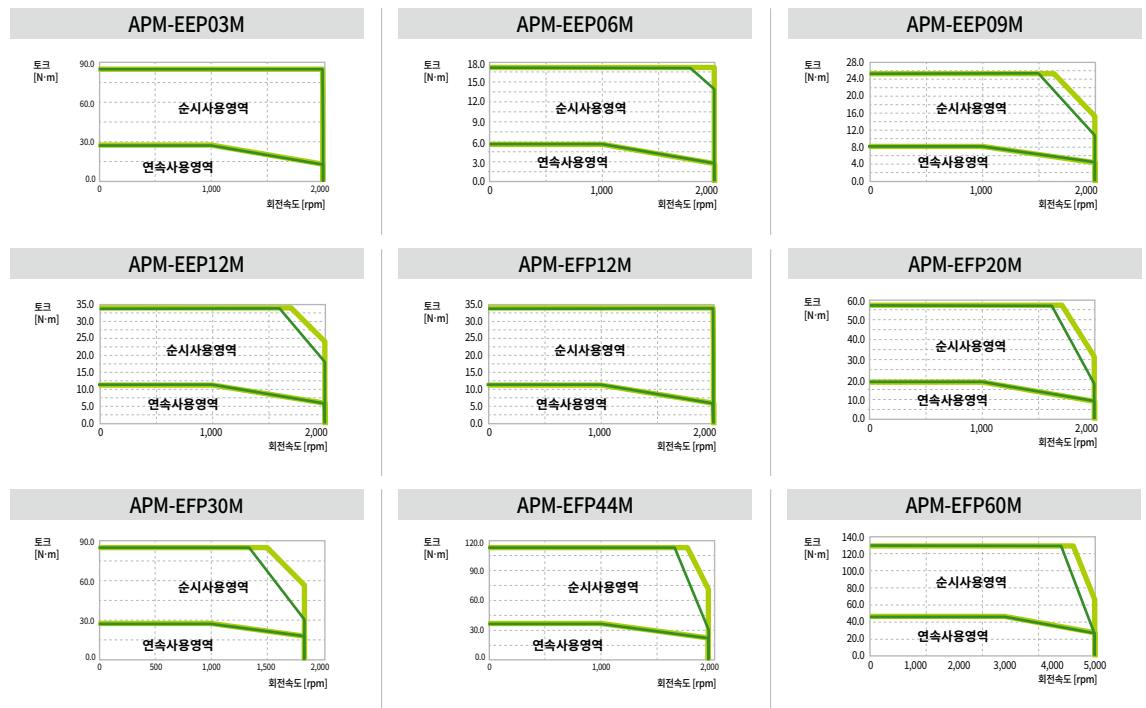 APM-EEP03M
토크
[N·m]
90.0
60.0
30.0
0.0
순시사용영역
연속사용영역
0
1,000
2,000
회전속도 [rpm]
APM-EEP06M
토크
[N·m]
18.0
15.0
12.0
9.0
6.0
3.0
0.0
순시사용영역
연속사용영역
0
1,000
2,000
회전속도 [rpm]
APM-EEP09M
토크
[N·m]
28.0
24.0
20.0
16.0
12.0
8.0
4.0
0.0
순시사용영역
연속사용영역
0
1,000
2,000
회전속도 [rpm]
APM-EEP12M
토크
[N·m]
35.0
30.0
25.0
20.0
15.0
10.0
5.0
0.0
순시사용영역
연속사용영역
0
1,000
2,000
회전속도 [rpm]
APM-EFP12M
토크
[N·m]
35.0
30.0
25.0
20.0
15.0
10.0
5.0
0.0
순시사용영역
연속사용영역
0
1,000
2,000
회전속도 [rpm]
APM-EFP20M
토크
[N·m]
60.0
50.0
40.0
30.0
20.0
10.0
0.0
순시사용영역
연속사용영역
0
1,000
2,000
회전속도 [rpm]
APM-EFP30M
토크
[N·m]
90.0
60.0
30.0
0.0
순시사용영역
연속사용영역
0
500
1,000
1,500
2,000
회전속도 [rpm]
APM-EFP44M
토크
[N·m]
120.0
90.0
60.0
30.0
0.0
순시사용영역
연속사용영역
0
1,000
2,000
회전속도 [rpm]
APM-EFP60M
토크
[N·m]
140.0
120.0
100.0
80.0
60.0
40.0
20.0
0.0
순시사용영역
연속사용영역
0
1,000
2,000
3,000
4,000
5,000
회전속도 [rpm]